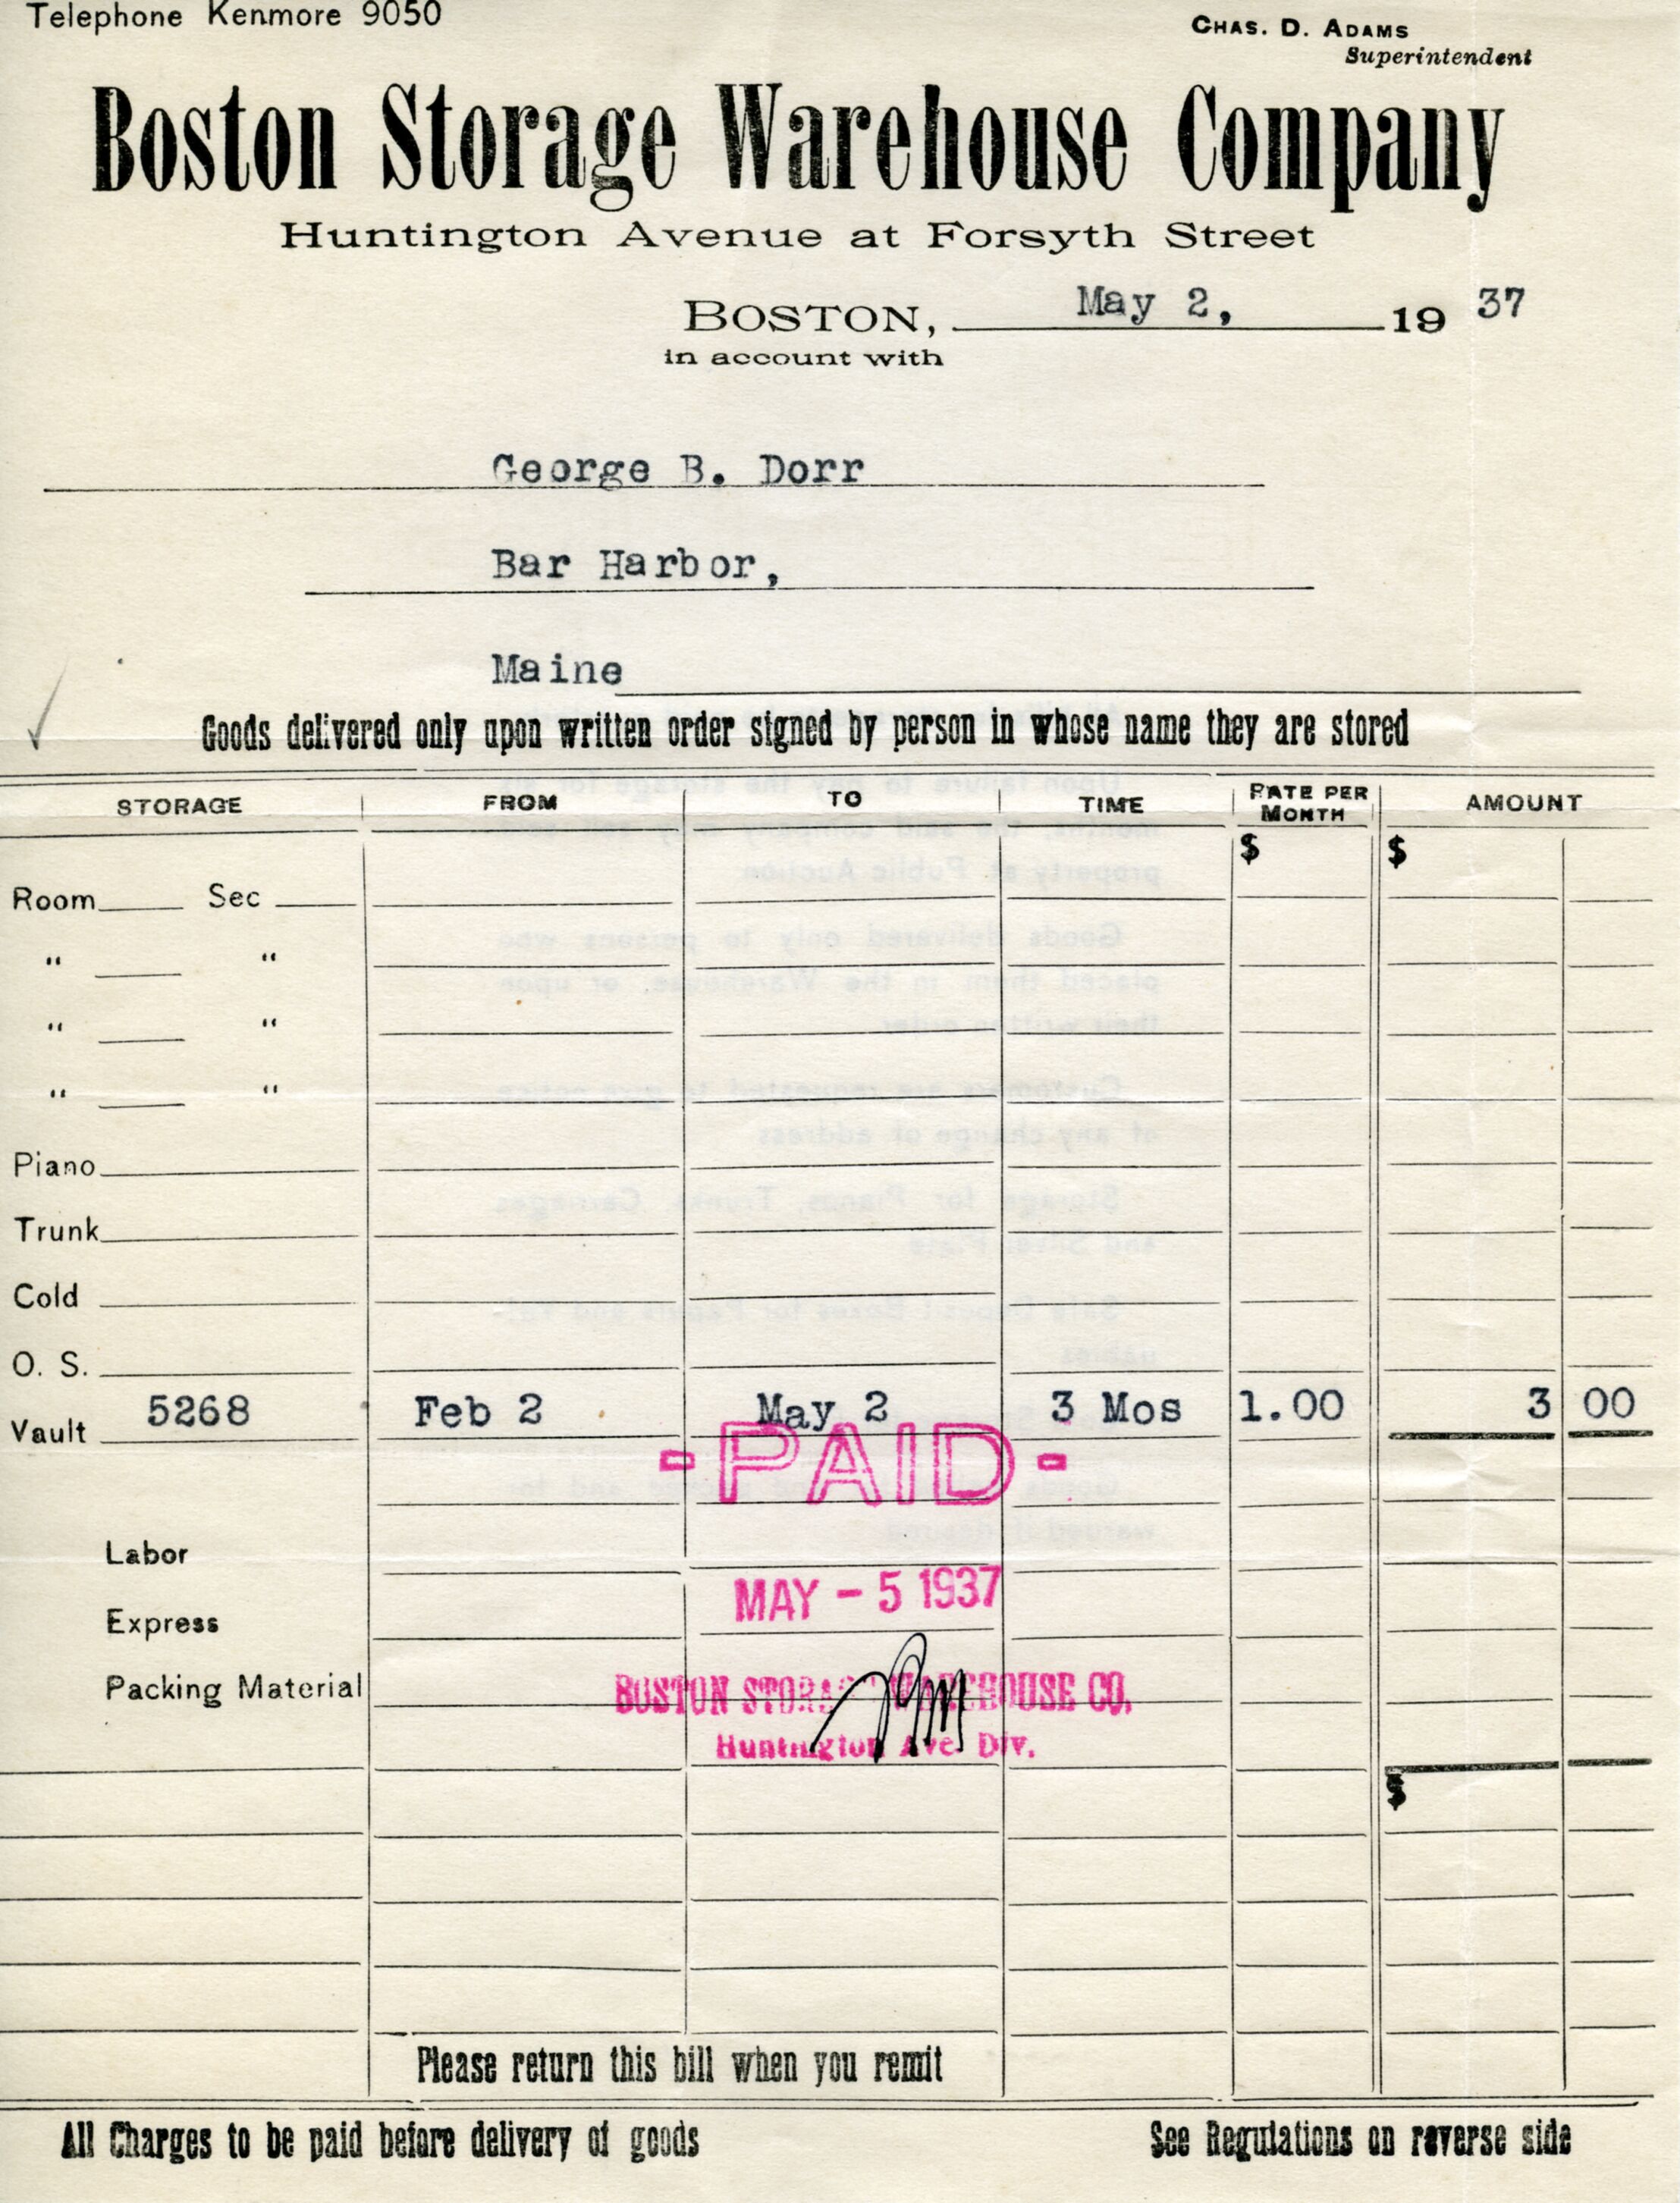 Telephone Kenmore 9050
CHAS. D. ADAMS
Superintendent
Boston Storage Warehouse Company
Huntington Avenue at Forsyth Street
BOSTON, May 2, 19 37
in account with
George B. Dorr
Bar Harbor,
Maine
Goods delivered only upon written order signed by person in whose name they are stored
STORAGE FROM TO TIME RATE PER MONTH AMOUNT
$ $
Room Sec
" "
" "
" "
Piano
Trunk
Cold
O. S.
Vault 5268 Feb 2 May 2 3 Mos 1.00 3 00
- PAID -
Labor
MAY - 5 1937
Express
Packing Material
BOSTON STORAGE WAREHOUSE CO.
Huntington Ave. Div.
$
Please return this bill when you remit
All Charges to be paid before delivery of goods
See Regulations on reverse side